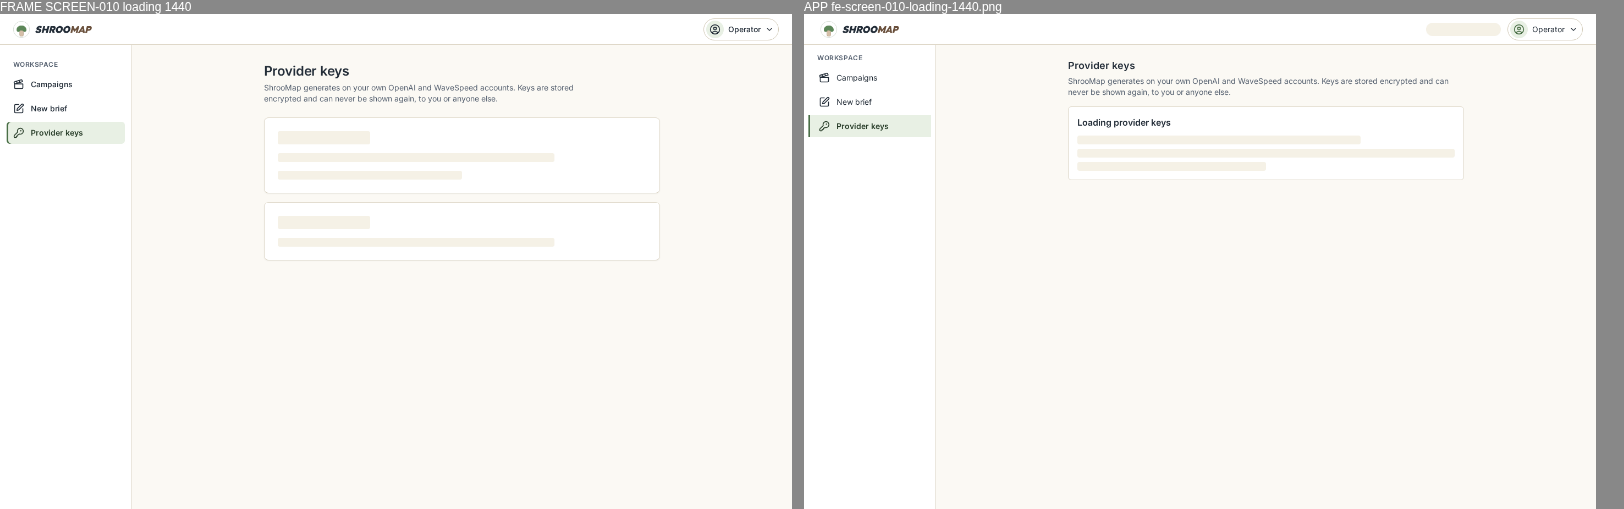 FRAME SCREEN-010 loading 1440
SHROOMAP
Operator
WORKSPACE
Campaigns
New brief
Provider keys
Provider keys
ShrooMap generates on your own OpenAI and WaveSpeed accounts. Keys are stored
encrypted and can never be shown again, to you or anyone else.
APP fe-screen-010-loading-1440.png
SHROOMAP
Operator
WORKSPACE
Campaigns
New brief
Provider keys
Provider keys
ShrooMap generates on your own OpenAI and WaveSpeed accounts. Keys are stored encrypted and can
never be shown again, to you or anyone else.
Loading provider keys